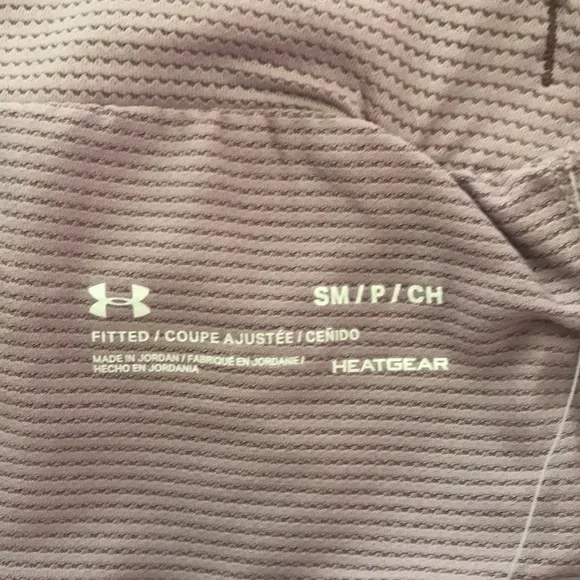 SM / P / CH
FITTED / COUPE AJUSTÉE / CEÑIDO
MADE IN JORDAN / FABRIQUÉ EN JORDANIE /
HECHO EN JORDANIA
HEATGEAR